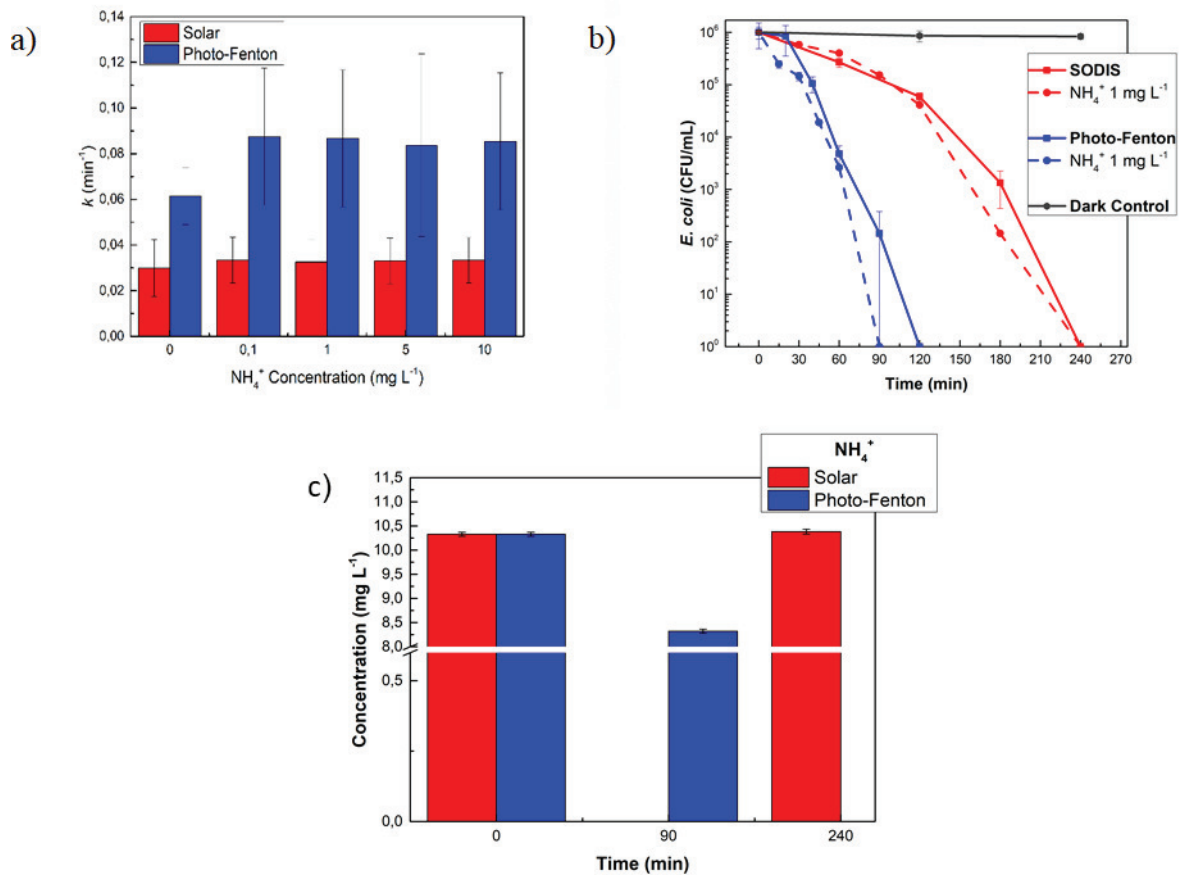 a)
0,14
0,12
0,10
0,08
0,06
0,04
0,02
0,00
k (min⁻¹)
Solar
Photo-Fenton
0 0,1 1 5 10
NH₄⁺ Concentration (mg L⁻¹)
b)
10⁶
10⁵
10⁴
10³
10²
10¹
10⁰
E. coli (CFU/mL)
SODIS
NH₄⁺ 1 mg L⁻¹
Photo-Fenton
NH₄⁺ 1 mg L⁻¹
Dark Control
0 30 60 90 120 150 180 210 240 270
Time (min)
c)
NH₄⁺
Solar
Photo-Fenton
11,5
11,0
10,5
10,0
9,5
9,0
8,5
8,0
0,5
0,0
Concentration (mg L⁻¹)
0 90 240
Time (min)